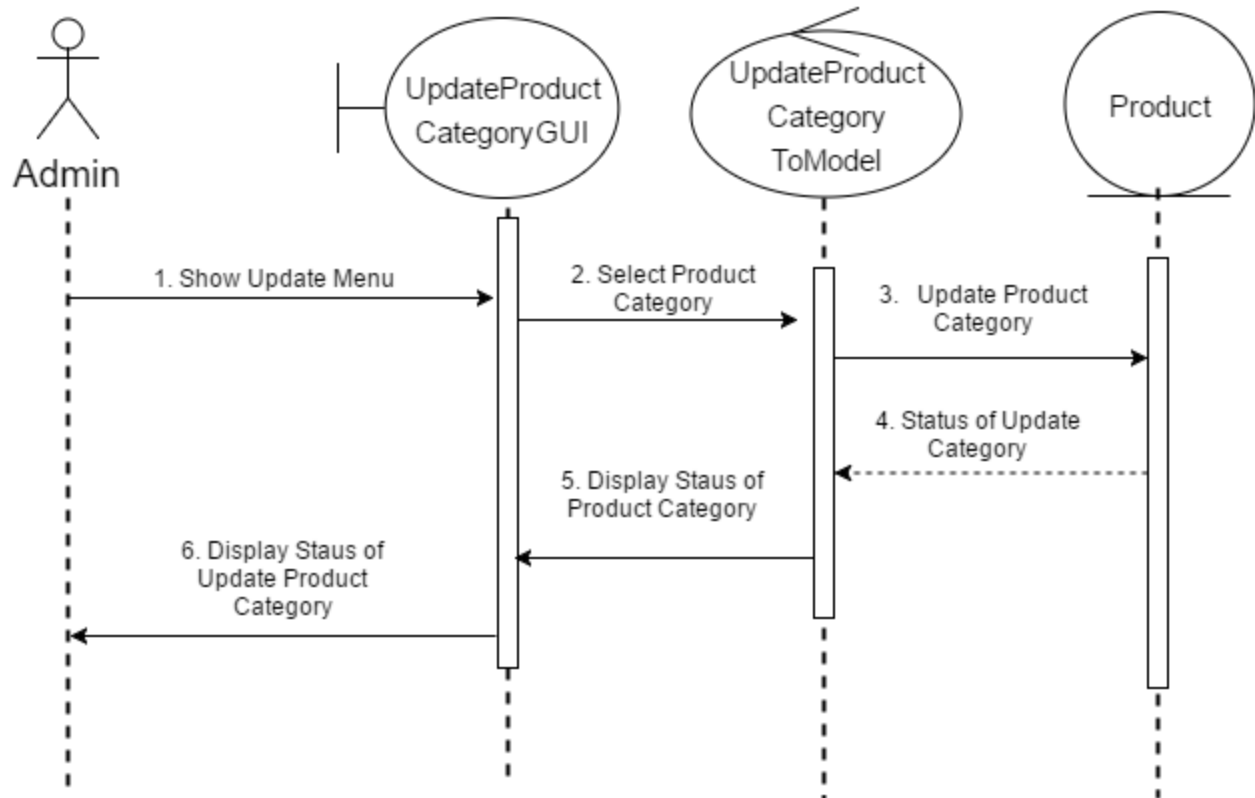 UpdateProduct
CategoryGUI
UpdateProduct
Category
ToModel
Product
Admin
1. Show Update Menu
2. Select Product
Category
3. Update Product
Category
4. Status of Update
Category
5. Display Staus of
Product Category
6. Display Staus of
Update Product
Category